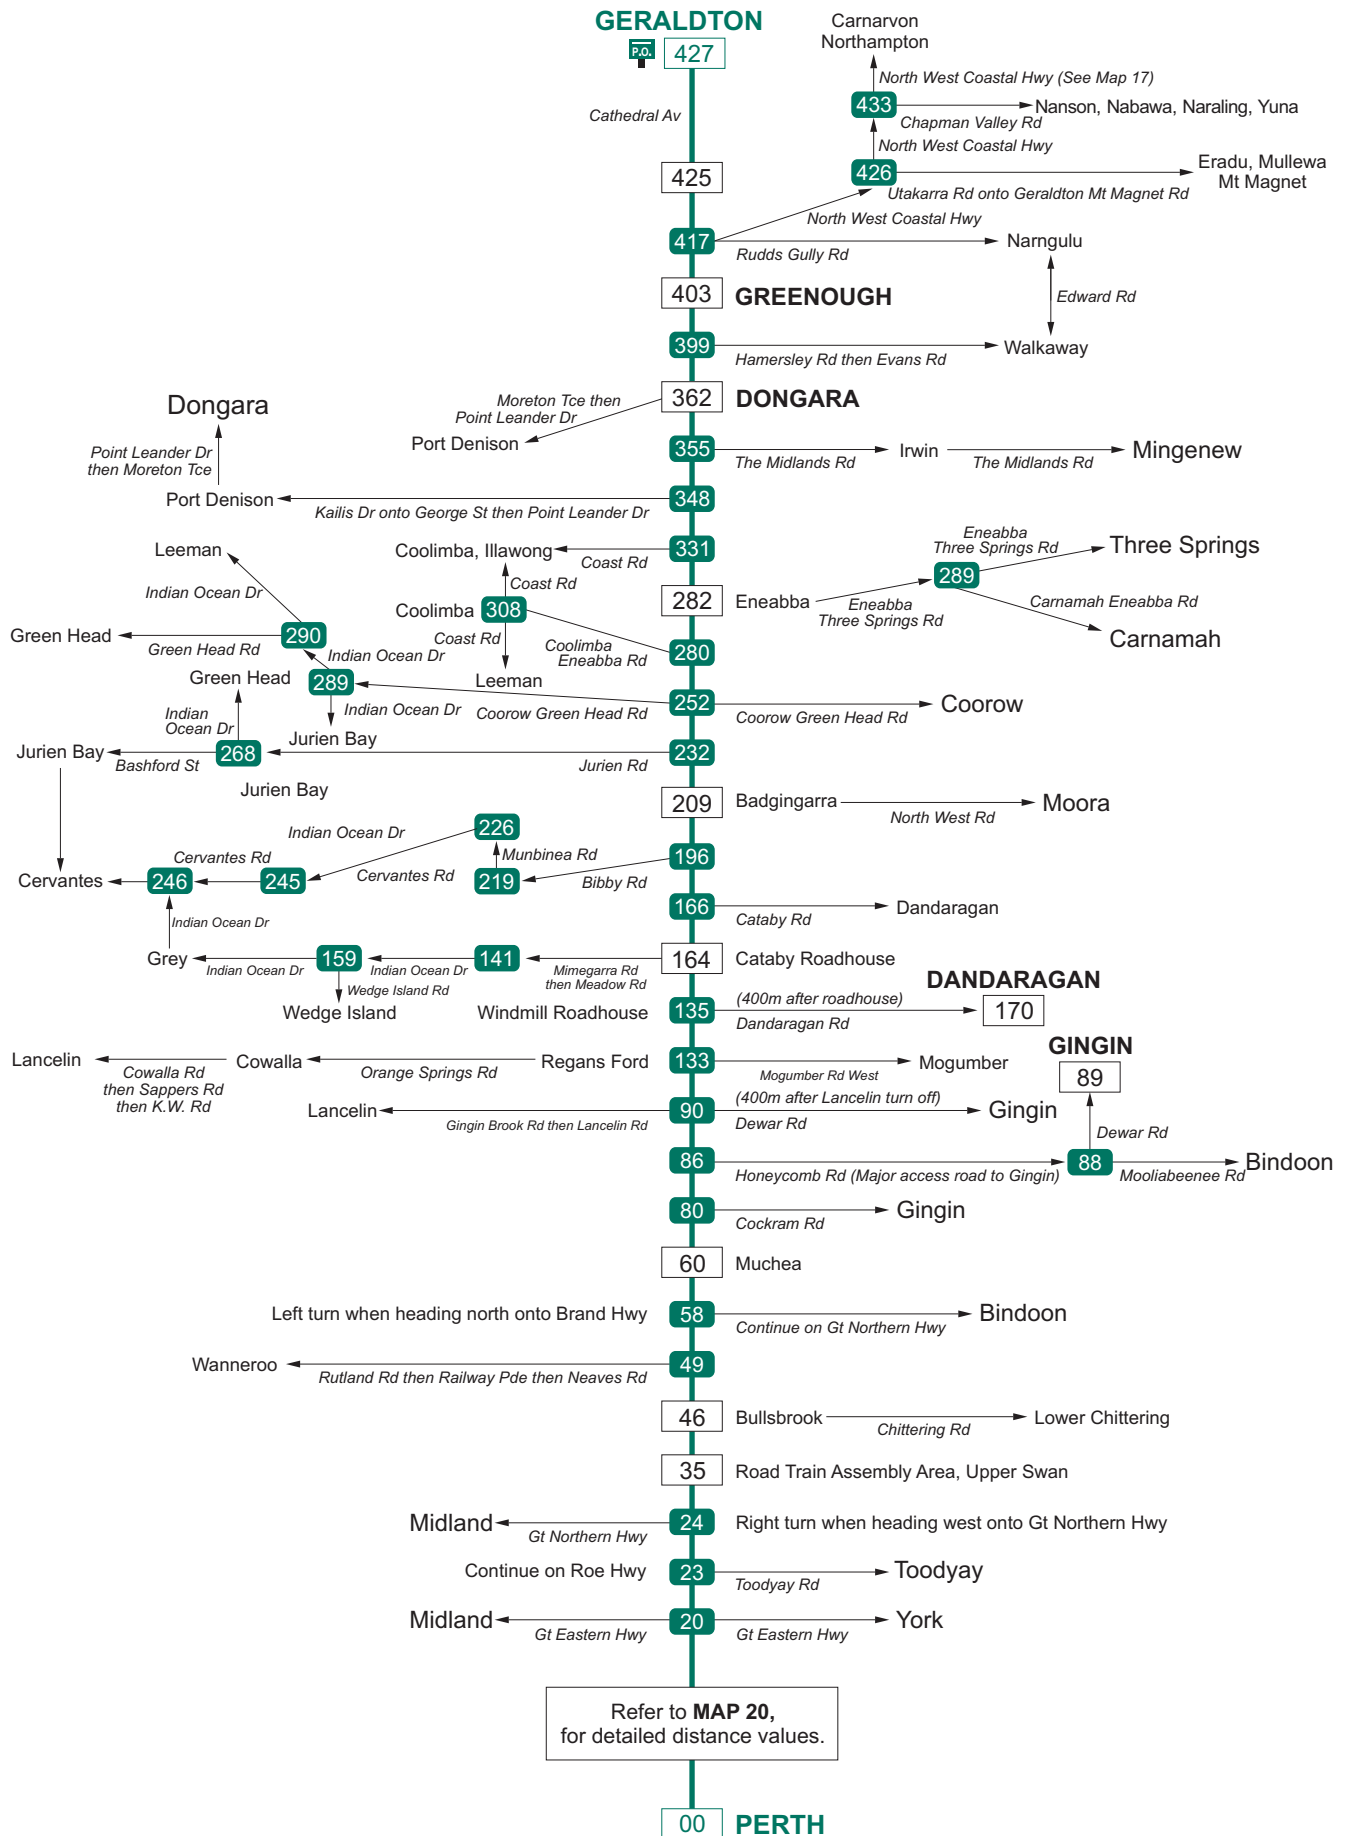 GERALDTON
P.O.
427
Carnarvon
Northampton
North West Coastal Hwy (See Map 17)
433
Nanson, Nabawa, Naraling, Yuna
Chapman Valley Rd
Cathedral Av
North West Coastal Hwy
425
426
Eradu, Mullewa
Mt Magnet
Utakarra Rd onto Geraldton Mt Magnet Rd
North West Coastal Hwy
417
Rudds Gully Rd
Narngulu
403
GREENOUGH
Edward Rd
399
Hamersley Rd then Evans Rd
Walkaway
362
DONGARA
Moreton Tce then
Point Leander Dr
Port Denison
Dongara
Point Leander Dr
then Moreton Tce
355
The Midlands Rd
Irwin
The Midlands Rd
Mingenew
Port Denison
348
Kailis Dr onto George St then Point Leander Dr
Leeman
Coolimba, Illawong
331
Coast Rd
Eneabba
Three Springs Rd
Three Springs
289
Indian Ocean Dr
Coast Rd
282
Eneabba
Eneabba
Three Springs Rd
Carnamah Eneabba Rd
Carnamah
Coolimba
308
Green Head
290
Green Head Rd
Coast Rd
Coolimba
Eneabba Rd
280
Indian Ocean Dr
Green Head
289
Leeman
252
Coorow Green Head Rd
Coorow Green Head Rd
Coorow
Indian
Ocean Dr
Indian Ocean Dr
Jurien Bay
Jurien Bay
268
Bashford St
232
Jurien Rd
Jurien Bay
209
Badgingarra
North West Rd
Moora
226
Indian Ocean Dr
Munbinea Rd
196
Cervantes Rd
Cervantes
246
245
Cervantes Rd
219
Bibby Rd
166
Cataby Rd
Dandaragan
Indian Ocean Dr
Grey
Indian Ocean Dr
159
Indian Ocean Dr
141
Mimegarra Rd
then Meadow Rd
164
Cataby Roadhouse
Wedge Island Rd
Wedge Island
DANDARAGAN
170
Windmill Roadhouse
135
(400m after roadhouse)
Dandaragan Rd
Lancelin
Cowalla Rd
then Sappers Rd
then K.W. Rd
Cowalla
Orange Springs Rd
Regans Ford
133
Mogumber Rd West
Mogumber
GINGIN
89
Lancelin
Gingin Brook Rd then Lancelin Rd
90
(400m after Lancelin turn off)
Dewar Rd
Gingin
Dewar Rd
86
Honeycomb Rd (Major access road to Gingin)
88
Mooliabeenee Rd
Bindoon
80
Cockram Rd
Gingin
60
Muchea
Left turn when heading north onto Brand Hwy
58
Continue on Gt Northern Hwy
Bindoon
Wanneroo
Rutland Rd then Railway Pde then Neaves Rd
49
46
Bullsbrook
Chittering Rd
Lower Chittering
35
Road Train Assembly Area, Upper Swan
Midland
Gt Northern Hwy
24
Right turn when heading west onto Gt Northern Hwy
Continue on Roe Hwy
23
Toodyay Rd
Toodyay
Midland
Gt Eastern Hwy
20
Gt Eastern Hwy
York
Refer to MAP 20,
for detailed distance values.
00
PERTH